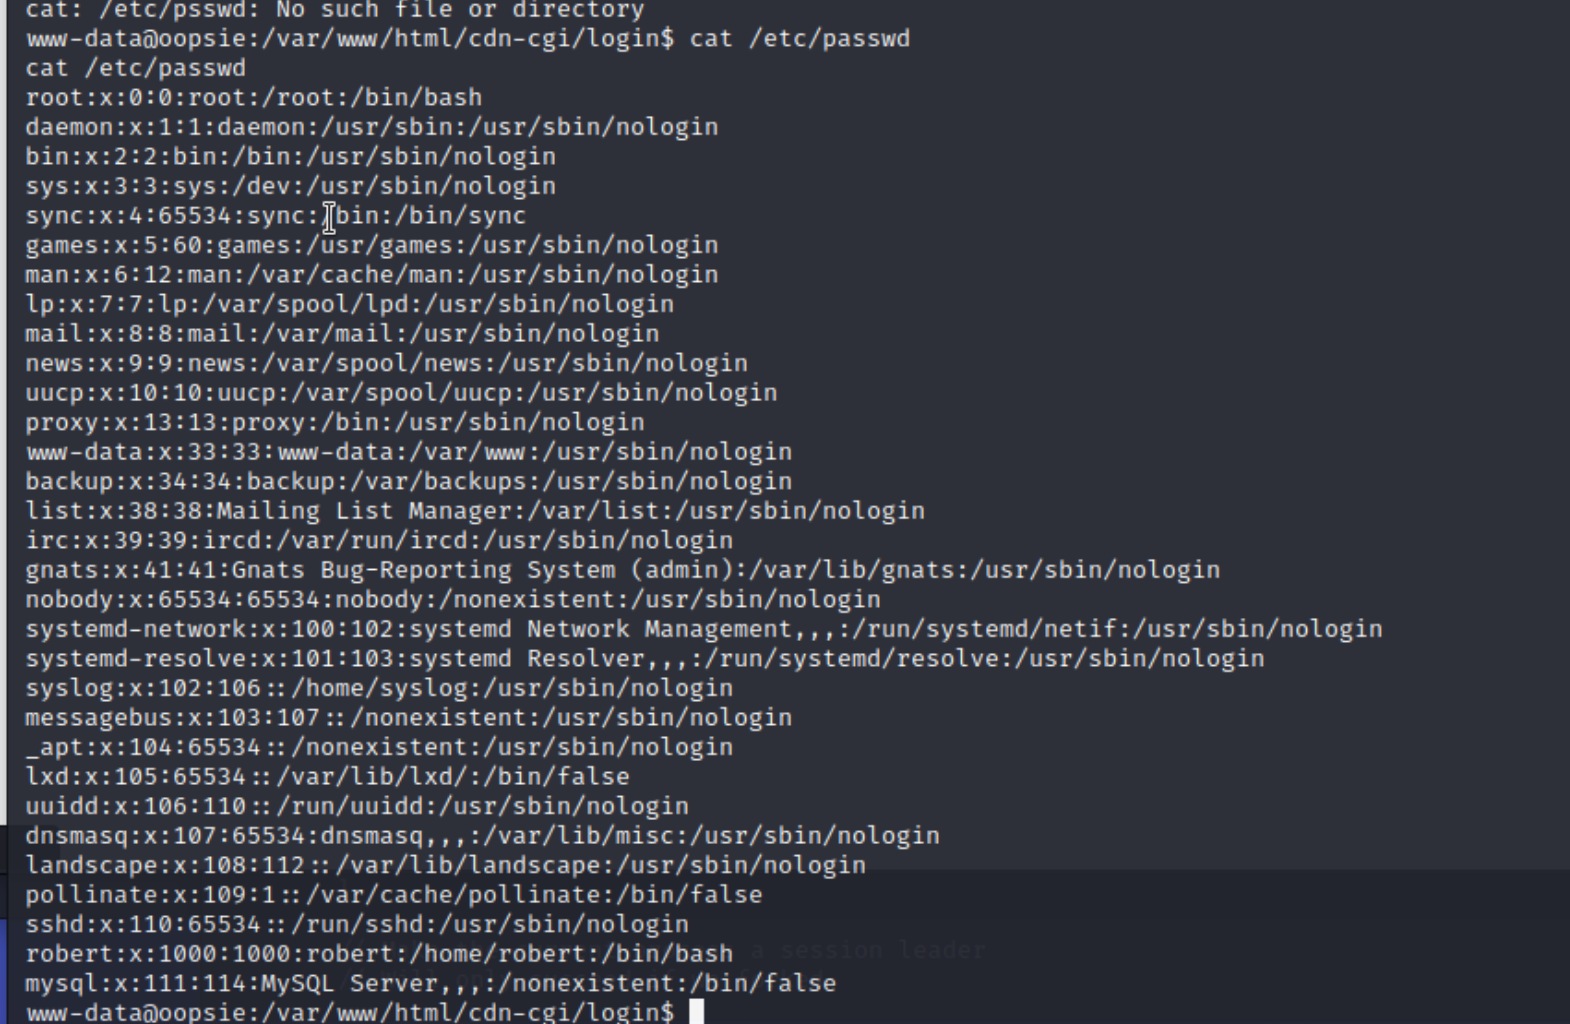 cat: /etc/psswd: No such file or directory
www-data@oopsie:/var/www/html/cdn-cgi/login$ cat /etc/passwd
cat /etc/passwd
root:x:0:0:root:/root:/bin/bash
daemon:x:1:1:daemon:/usr/sbin:/usr/sbin/nologin
bin:x:2:2:bin:/bin:/usr/sbin/nologin
sys:x:3:3:sys:/dev:/usr/sbin/nologin
sync:x:4:65534:sync:/bin:/bin/sync
games:x:5:60:games:/usr/games:/usr/sbin/nologin
man:x:6:12:man:/var/cache/man:/usr/sbin/nologin
lp:x:7:7:lp:/var/spool/lpd:/usr/sbin/nologin
mail:x:8:8:mail:/var/mail:/usr/sbin/nologin
news:x:9:9:news:/var/spool/news:/usr/sbin/nologin
uucp:x:10:10:uucp:/var/spool/uucp:/usr/sbin/nologin
proxy:x:13:13:proxy:/bin:/usr/sbin/nologin
www-data:x:33:33:www-data:/var/www:/usr/sbin/nologin
backup:x:34:34:backup:/var/backups:/usr/sbin/nologin
list:x:38:38:Mailing List Manager:/var/list:/usr/sbin/nologin
irc:x:39:39:ircd:/var/run/ircd:/usr/sbin/nologin
gnats:x:41:41:Gnats Bug-Reporting System (admin):/var/lib/gnats:/usr/sbin/nologin
nobody:x:65534:65534:nobody:/nonexistent:/usr/sbin/nologin
systemd-network:x:100:102:systemd Network Management,,,:/run/systemd/netif:/usr/sbin/nologin
systemd-resolve:x:101:103:systemd Resolver,,,:/run/systemd/resolve:/usr/sbin/nologin
syslog:x:102:106::/home/syslog:/usr/sbin/nologin
messagebus:x:103:107::/nonexistent:/usr/sbin/nologin
_apt:x:104:65534::/nonexistent:/usr/sbin/nologin
lxd:x:105:65534::/var/lib/lxd/:/bin/false
uuidd:x:106:110::/run/uuidd:/usr/sbin/nologin
dnsmasq:x:107:65534:dnsmasq,,,:/var/lib/misc:/usr/sbin/nologin
landscape:x:108:112::/var/lib/landscape:/usr/sbin/nologin
pollinate:x:109:1::/var/cache/pollinate:/bin/false
sshd:x:110:65534::/run/sshd:/usr/sbin/nologin
robert:x:1000:1000:robert:/home/robert:/bin/bash
a session leader
mysql:x:111:114:MySQL Server,,,:/nonexistent:/bin/false
www-data@oopsie:/var/www/html/cdn-cgi/login$